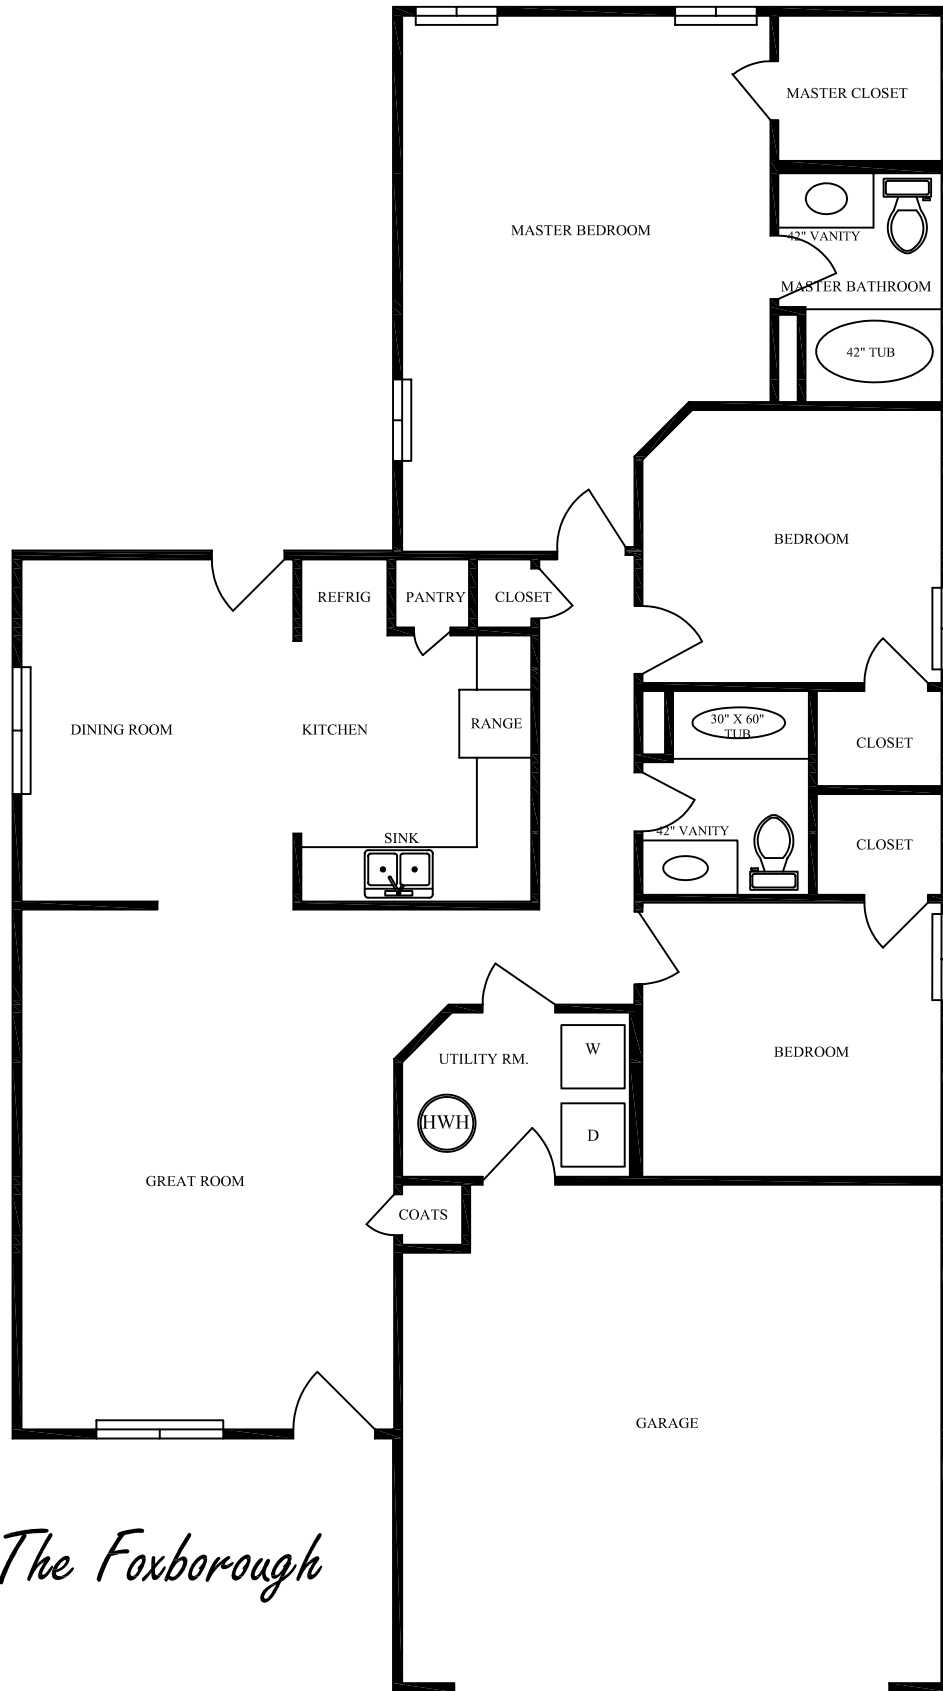 MASTER CLOSET
MASTER BEDROOM
42" VANITY
MASTER BATHROOM
42" TUB
BEDROOM
REFRIG
PANTRY
CLOSET
DINING ROOM
KITCHEN
RANGE
30" X 60"
TUB
CLOSET
SINK
42" VANITY
CLOSET
UTILITY RM.
W
BEDROOM
HWH
D
GREAT ROOM
COATS
GARAGE
The Foxborough